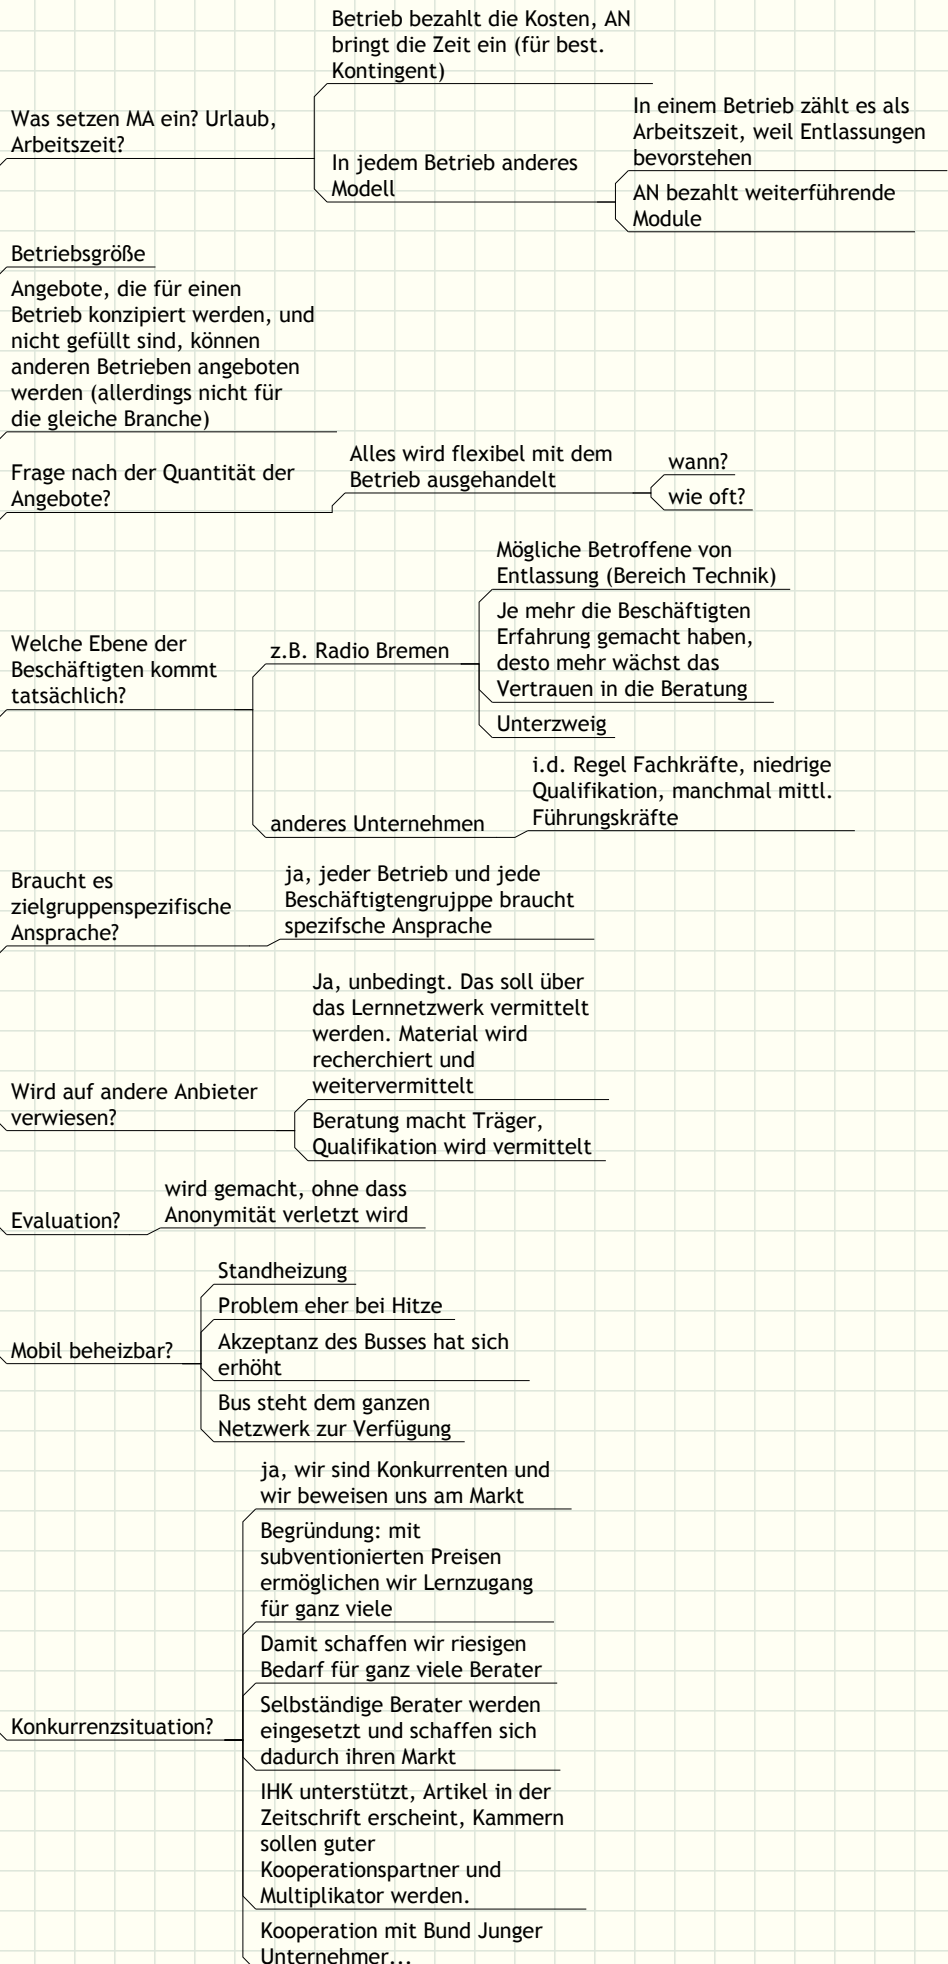 Betrieb bezahlt die Kosten, AN
bringt die Zeit ein (für best.
Kontingent)
Was setzen MA ein? Urlaub,
Arbeitszeit?
In jedem Betrieb anderes
Modell
In einem Betrieb zählt es als
Arbeitszeit, weil Entlassungen
bevorstehen
AN bezahlt weiterführende
Module
Betriebsgröße
Angebote, die für einen
Betrieb konzipiert werden, und
nicht gefüllt sind, können
anderen Betrieben angeboten
werden (allerdings nicht für
die gleiche Branche)
Frage nach der Quantität der
Angebote?
Alles wird flexibel mit dem
Betrieb ausgehandelt
wann?
wie oft?
Welche Ebene der
Beschäftigten kommt
tatsächlich?
z.B. Radio Bremen
Mögliche Betroffene von
Entlassung (Bereich Technik)
Je mehr die Beschäftigten
Erfahrung gemacht haben,
desto mehr wächst das
Vertrauen in die Beratung
Unterzweig
anderes Unternehmen
i.d. Regel Fachkräfte, niedrige
Qualifikation, manchmal mittl.
Führungskräfte
Braucht es
zielgruppenspezifische
Ansprache?
ja, jeder Betrieb und jede
Beschäftigtengrujppe braucht
spezifsche Ansprache
Wird auf andere Anbieter
verwiesen?
Ja, unbedingt. Das soll über
das Lernnetzwerk vermittelt
werden. Material wird
recherchiert und
weitervermittelt
Beratung macht Träger,
Qualifikation wird vermittelt
Evaluation?
wird gemacht, ohne dass
Anonymität verletzt wird
Mobil beheizbar?
Standheizung
Problem eher bei Hitze
Akzeptanz des Busses hat sich
erhöht
Bus steht dem ganzen
Netzwerk zur Verfügung
Konkurrenzsituation?
ja, wir sind Konkurrenten und
wir beweisen uns am Markt
Begründung: mit
subventionierten Preisen
ermöglichen wir Lernzugang
für ganz viele
Damit schaffen wir riesigen
Bedarf für ganz viele Berater
Selbständige Berater werden
eingesetzt und schaffen sich
dadurch ihren Markt
IHK unterstützt, Artikel in der
Zeitschrift erscheint, Kammern
sollen guter
Kooperationspartner und
Multiplikator werden.
Kooperation mit Bund Junger
Unternehmer...